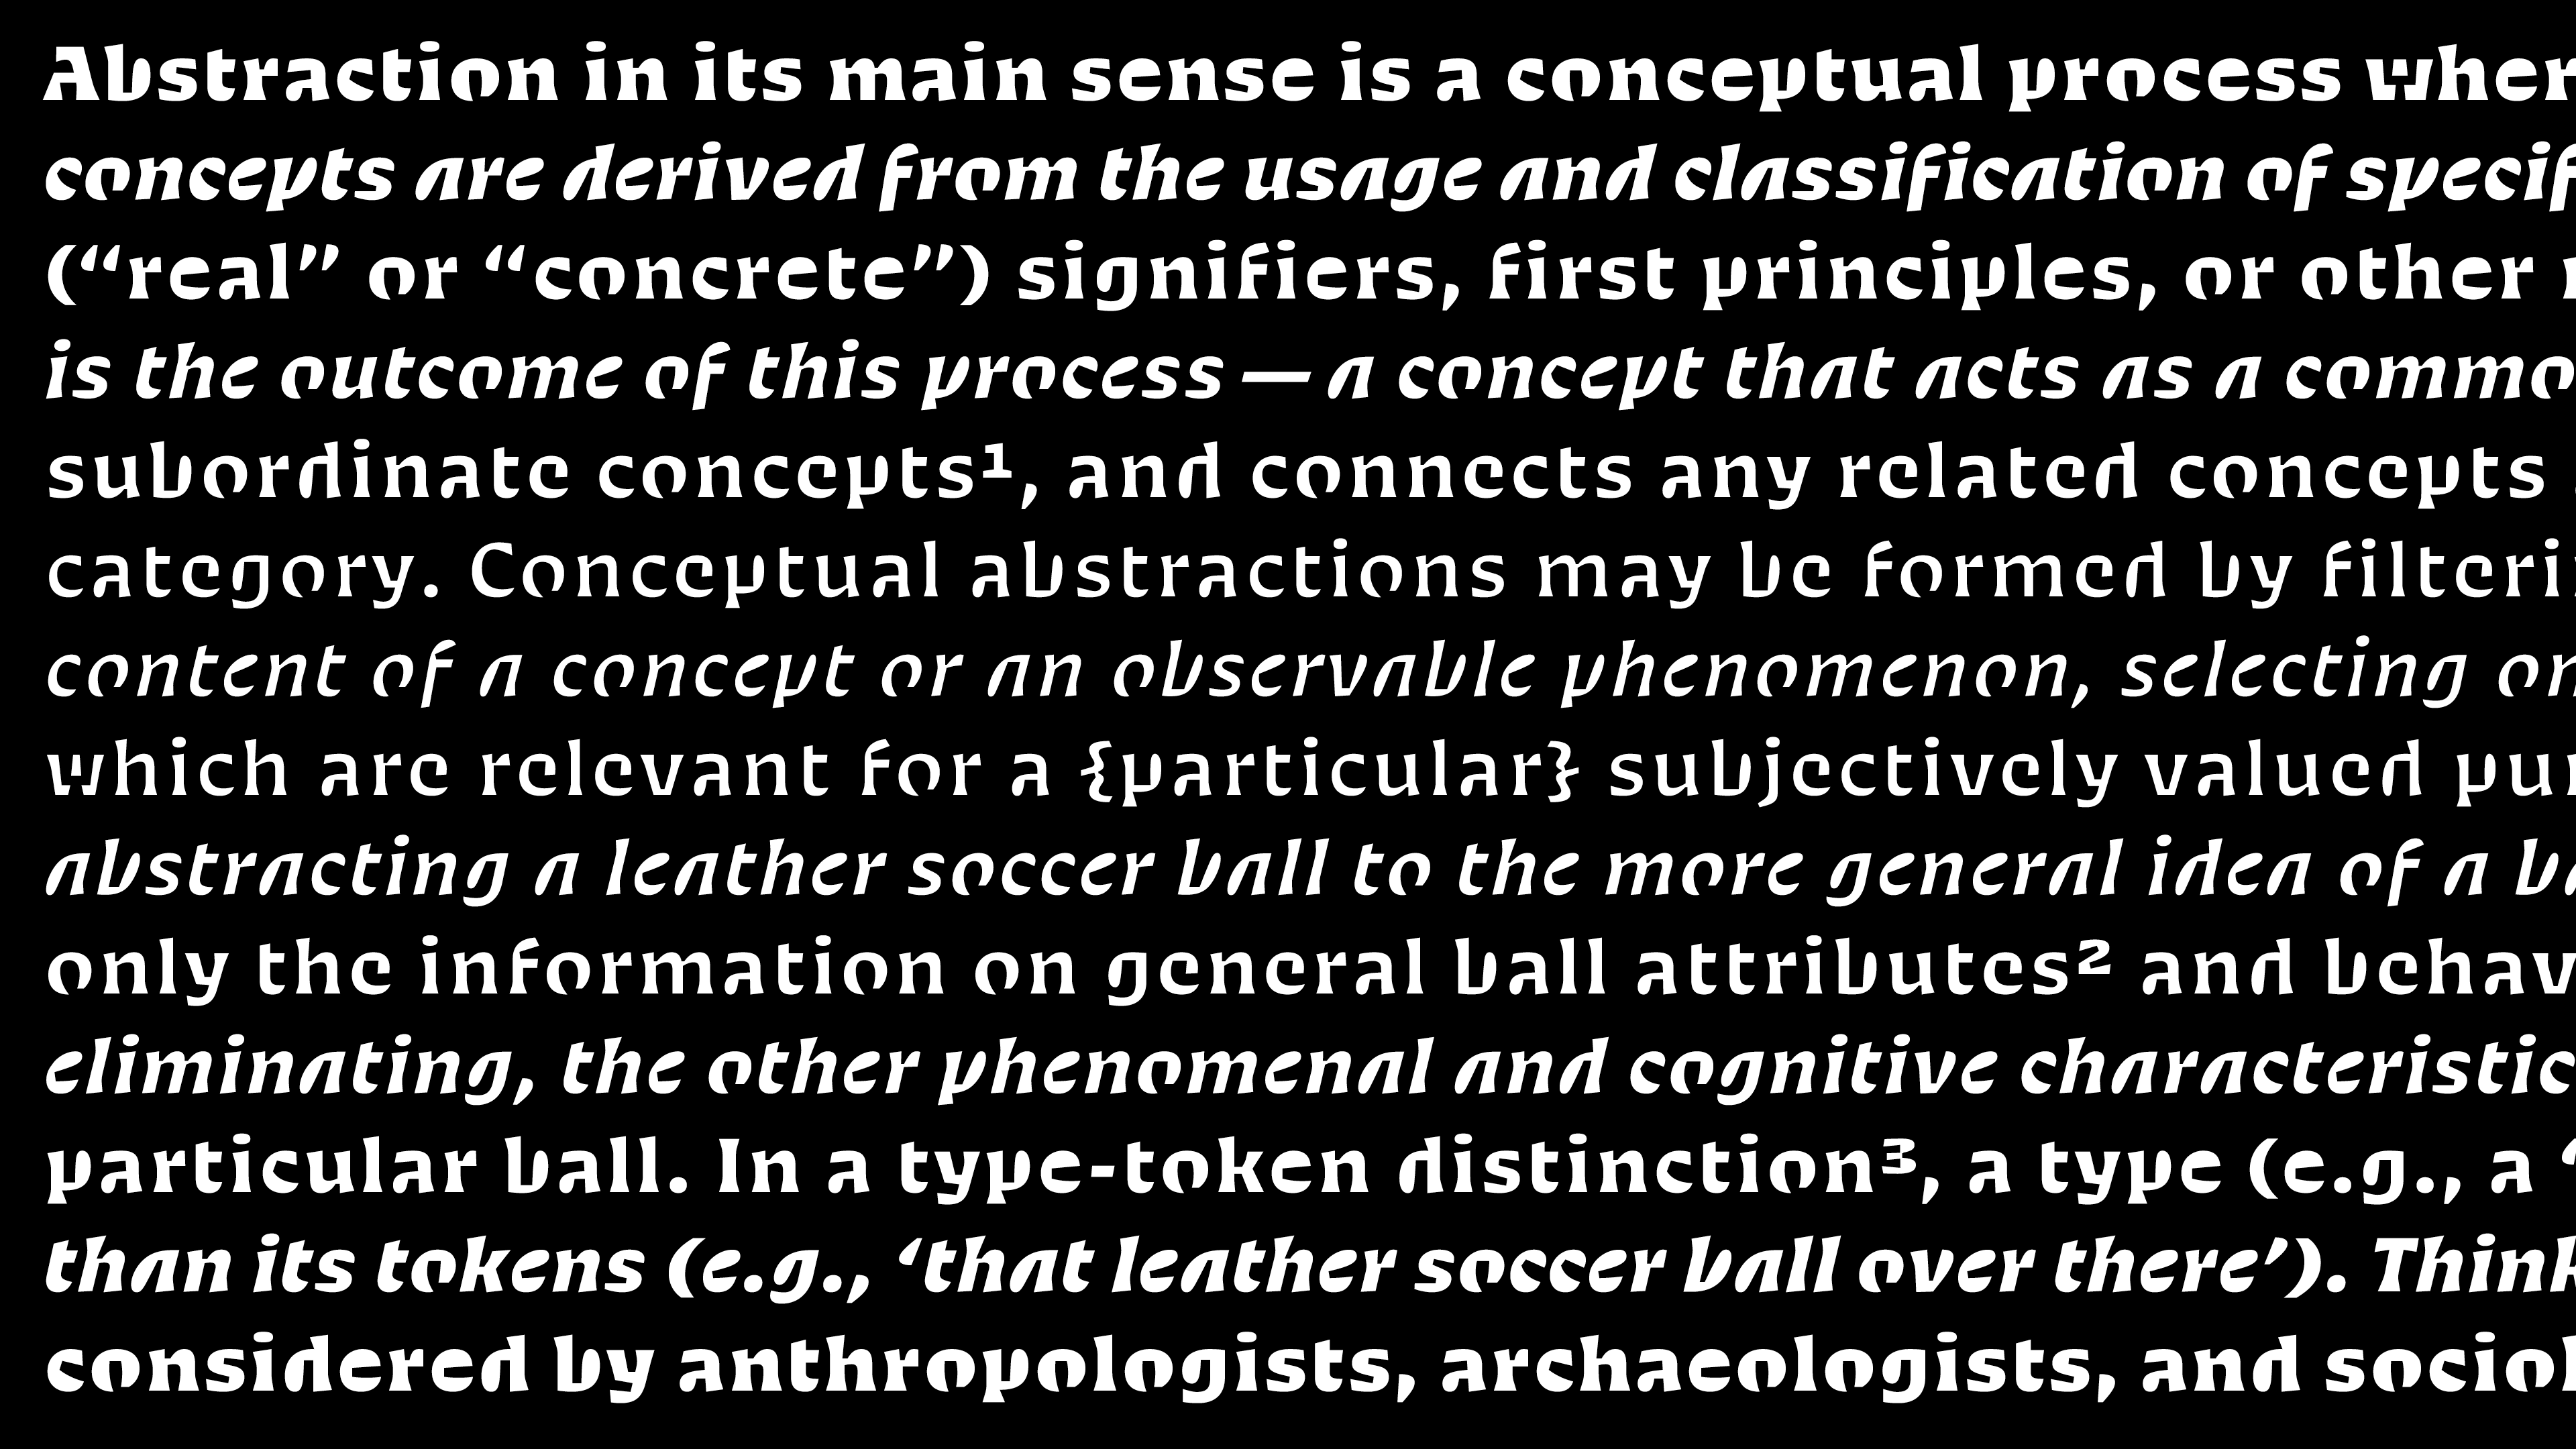 Abstraction in its main sense is a conceptual process wher
concepts are derived from the usage and classification of specif
(“real” or “concrete”) signifiers, first principles, or other
is the outcome of this process — a concept that acts as a commo
subordinate concepts¹, and connects any related concepts
category. Conceptual abstractions may be formed by filteri
content of a concept or an observable phenomenon, selecting on
which are relevant for a {particular} subjectively valued pur
abstracting a leather soccer ball to the more general idea of a ba
only the information on general ball attributes² and behav
eliminating, the other phenomenal and cognitive characteristic
particular ball. In a type-token distinction³, a type (e.g., a ‘
than its tokens (e.g., ‘that leather soccer ball over there’). Think
considered by anthropologists, archaeologists, and sociol